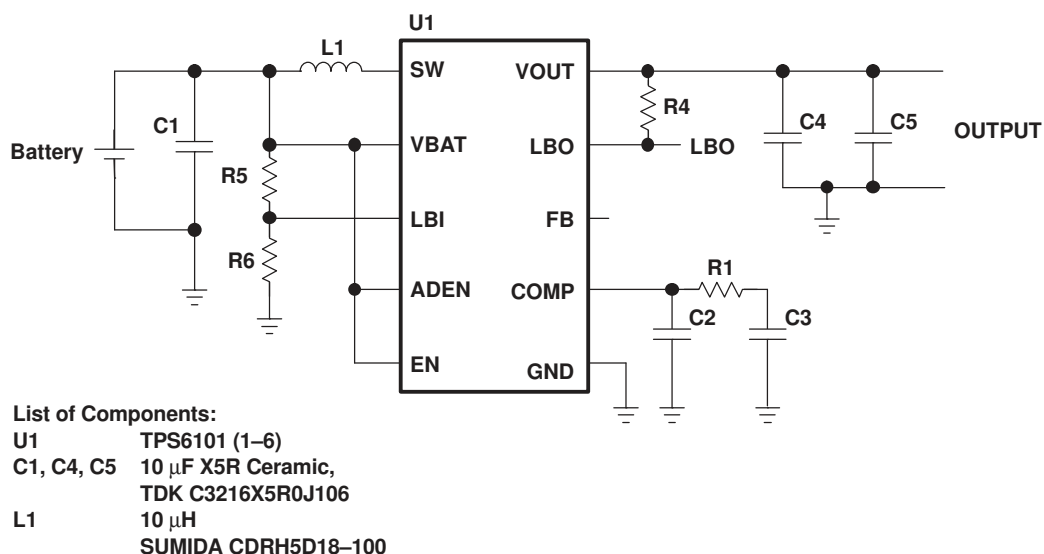 U1
L1
SW
VOUT
C1
R4
C4
C5
OUTPUT
Battery
VBAT
LBO
LBO
R5
LBI
FB
R6
R1
ADEN
COMP
C2
C3
EN
GND
List of Components:
U1 TPS6101 (1–6)
C1, C4, C5 10 μF X5R Ceramic,
TDK C3216X5R0J106
L1 10 μH
SUMIDA CDRH5D18–100